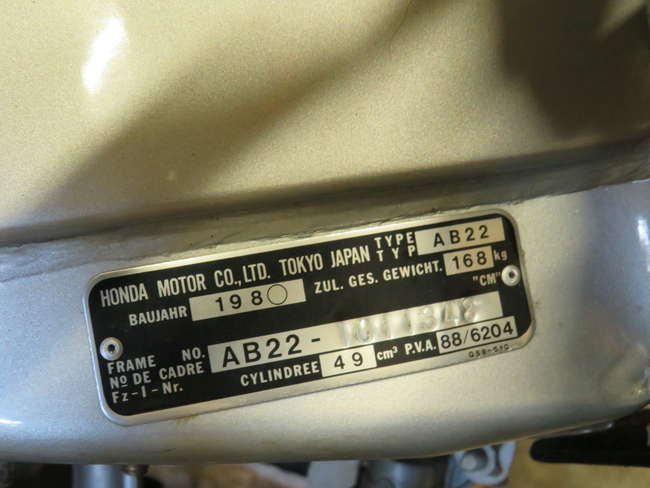 HONDA MOTOR CO., LTD. TOKYO JAPAN TYPE TYP AB22
BAUJAHR 1980 ZUL. GES. GEWICHT. 168 kg
"CM"
FRAME NO. AB22-
Nº DE CADRE
Fz-I-Nr. CYLINDREE 49 cm³ P.V.A. 88/6204